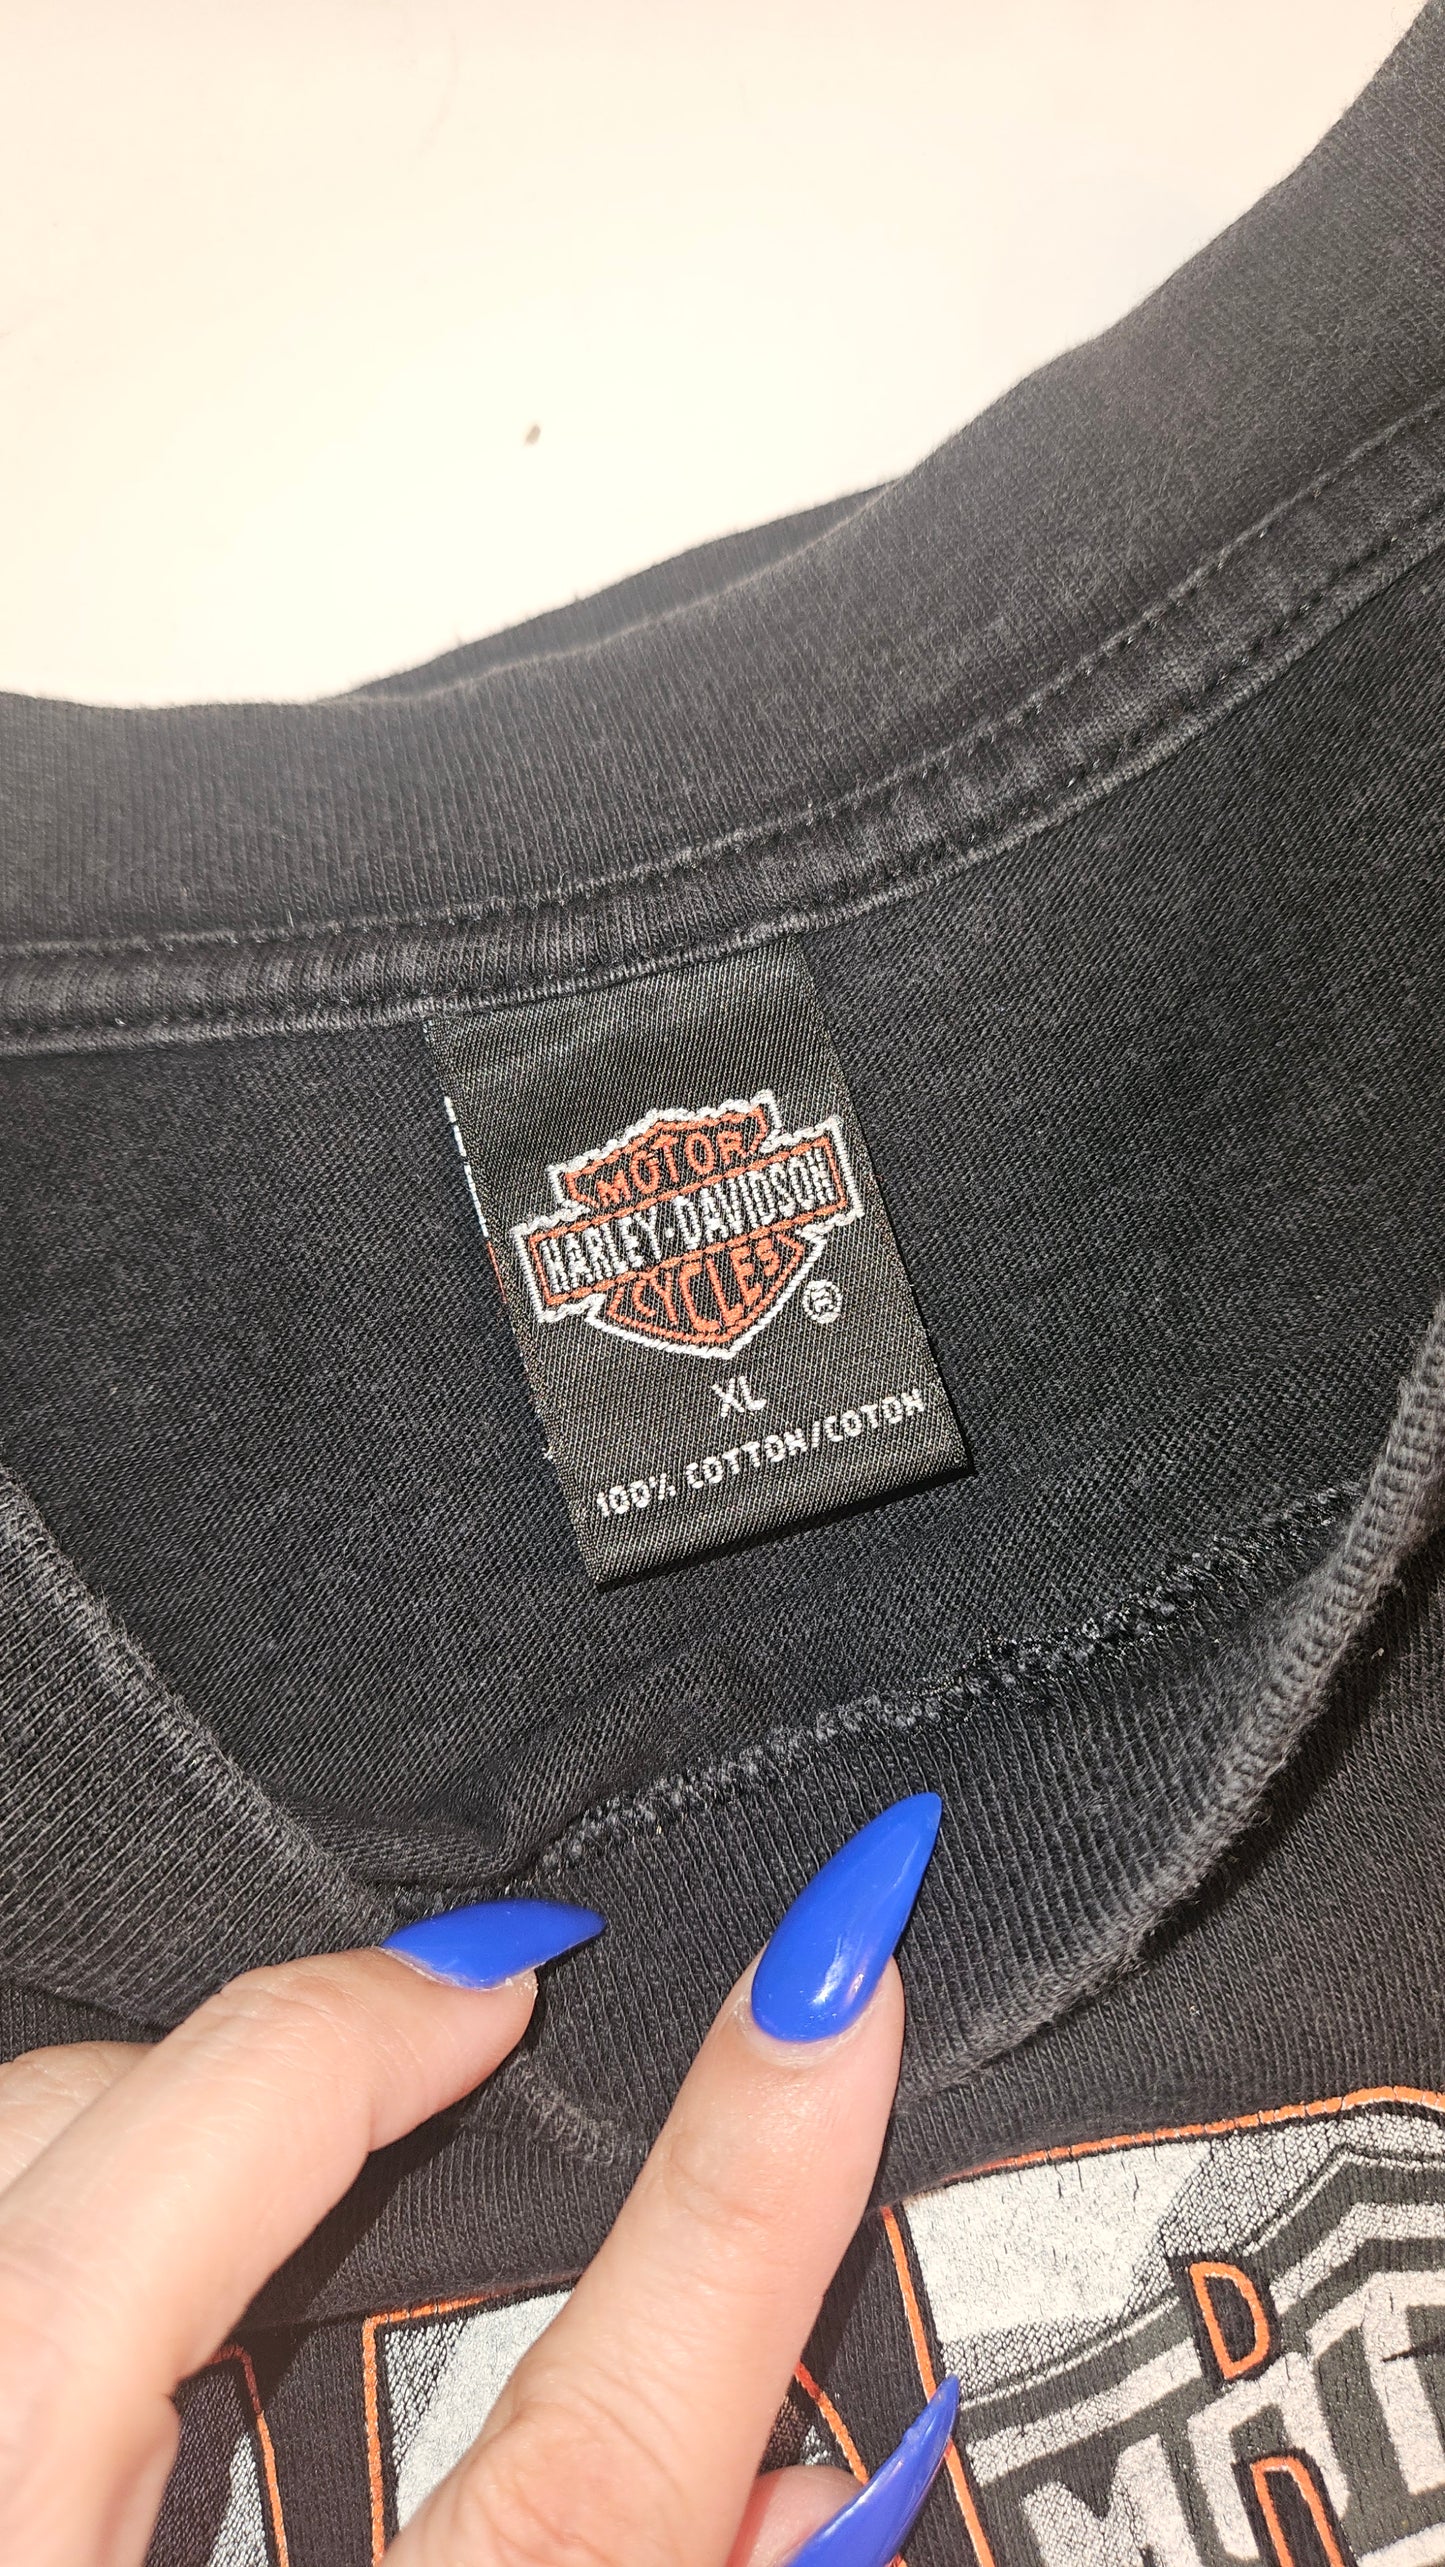 MOTOR
HARLEY-DAVIDSON
CYCLES
®
XL
100% COTTON/COTON